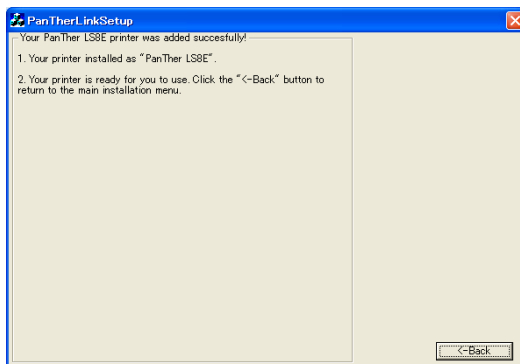 PanTherLinkSetup
Your PanTher LS8E printer was added succesfully!
1. Your printer installed as "PanTher LS8E".
2. Your printer is ready for you to use. Click the "<-Back" button to
return to the main installation menu.
<-Back